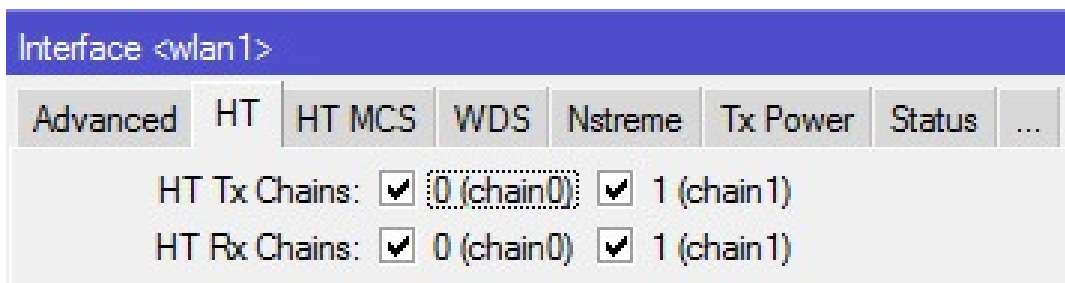 Interface <wlan1>
Advanced HT HT MCS WDS Nstreme Tx Power Status ...
HT Tx Chains: 0 (chain0) 1 (chain1)
HT Rx Chains: 0 (chain0) 1 (chain1)